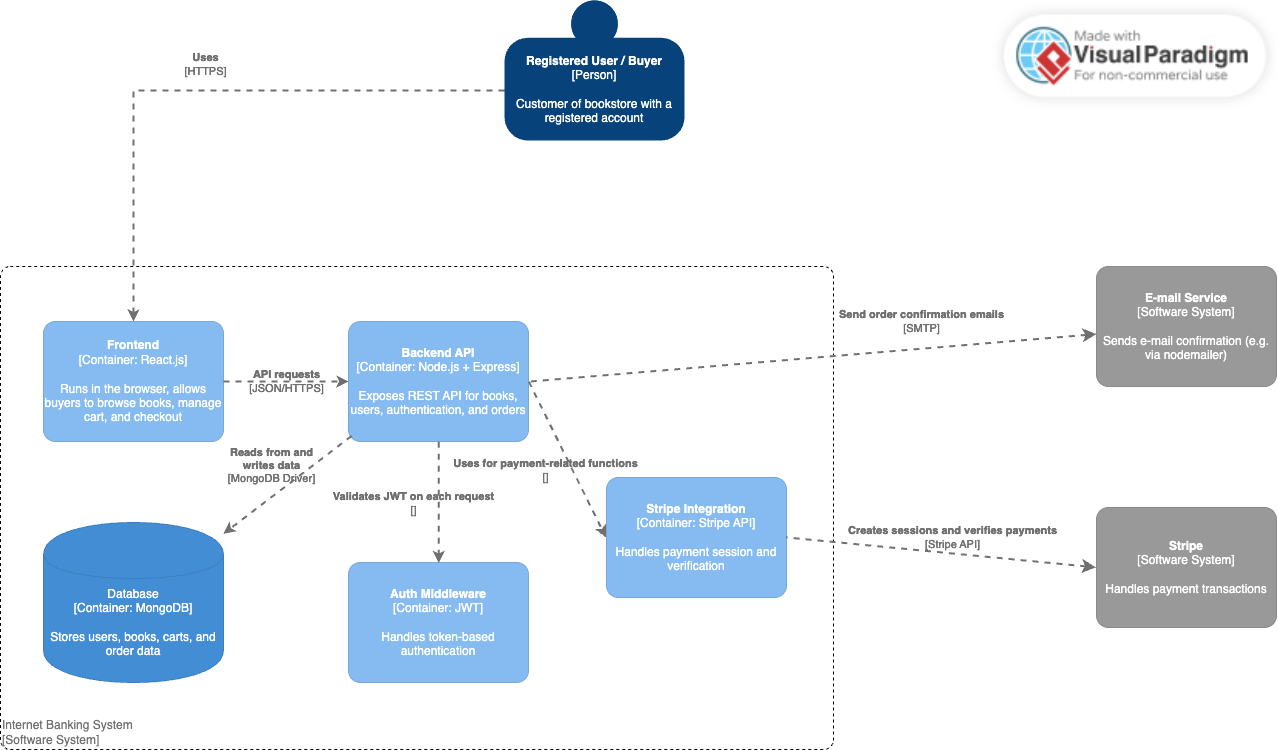 Made with
Visual Paradigm
For non-commercial use
Registered User / Buyer
[Person]
Customer of bookstore with a
registered account
Uses
[HTTPS]
Frontend
[Container: React.js]
Runs in the browser, allows
buyers to browse books, manage
cart, and checkout
API requests
[JSON/HTTPS]
Backend API
[Container: Node.js + Express]
Exposes REST API for books,
users, authentication, and orders
Send order confirmation emails
[SMTP]
E-mail Service
[Software System]
Sends e-mail confirmation (e.g.
via nodemailer)
Reads from and
writes data
[MongoDB Driver]
Validates JWT on each request
[]
Uses for payment-related functions
[]
Stripe Integration
[Container: Stripe API]
Handles payment session and
verification
Creates sessions and verifies payments
[Stripe API]
Stripe
[Software System]
Handles payment transactions
Database
[Container: MongoDB]
Stores users, books, carts, and
order data
Auth Middleware
[Container: JWT]
Handles token-based
authentication
Internet Banking System
[Software System]